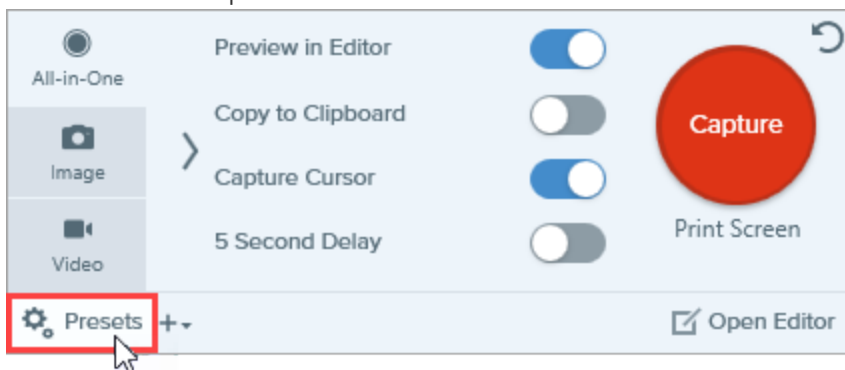 All-in-One
Image
Video
Preview in Editor
Copy to Clipboard
Capture Cursor
5 Second Delay
Capture
Print Screen
Presets
Open Editor